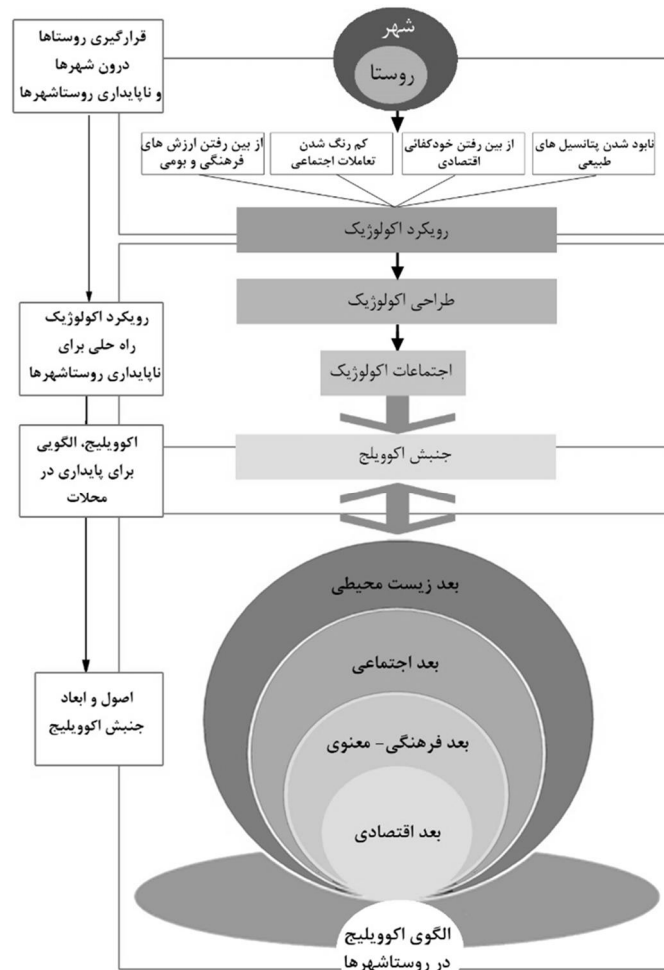 قرارگیری روستاها
درون شهرها
و ناپایداری روستاشهرها
شهر
روستا
نابود شدن پتانسیل های
طبیعی
از بین رفتن خودکفائی
اقتصادی
کم رنگ شدن
تعاملات اجتماعی
از بین رفتن ارزش های
فرهنگی و بومی
رویکرد اکولوژیک
طراحی اکولوژیک
رویکرد اکولوژیک
راه حلی برای
ناپایداری روستاشهرها
اجتماعات اکولوژیک
جنبش اکوویلج
اکوویلیج، الگویی
برای پایداری در
محلات
بعد زیست محیطی
بعد اجتماعی
بعد فرهنگی- معنوی
بعد اقتصادی
اصول و ابعاد
جنبش اکوویلیج
الگوی اکوویلیج
در روستاشهرها